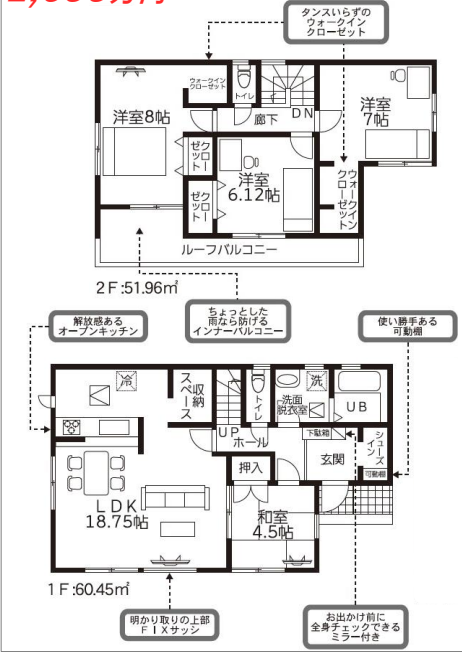 タンスいらずの
ウォークイン
クローゼット
ウォークイン
クローゼット
トイレ
洋室8帖
廊下
DN
洋室
7帖
クロー
ゼット
洋室
6.12帖
クロー
ゼット
ウォークイン
クローゼット
ルーフバルコニー
2F:51.96㎡
解放感ある
オープンキッチン
ちょっとした
雨なら防げる
インナーバルコニー
使い勝手ある
可動棚
冷
収納
スペース
トイレ
洗面
脱衣室
洗
UB
UP
ホール
下駄箱
シューズ
イン
可動棚
玄関
押入
LDK
18.75帖
和室
4.5帖
1F:60.45㎡
明かり取りの上部
FIXサッシ
お出かけ前に
全身チェックできる
ミラー付き